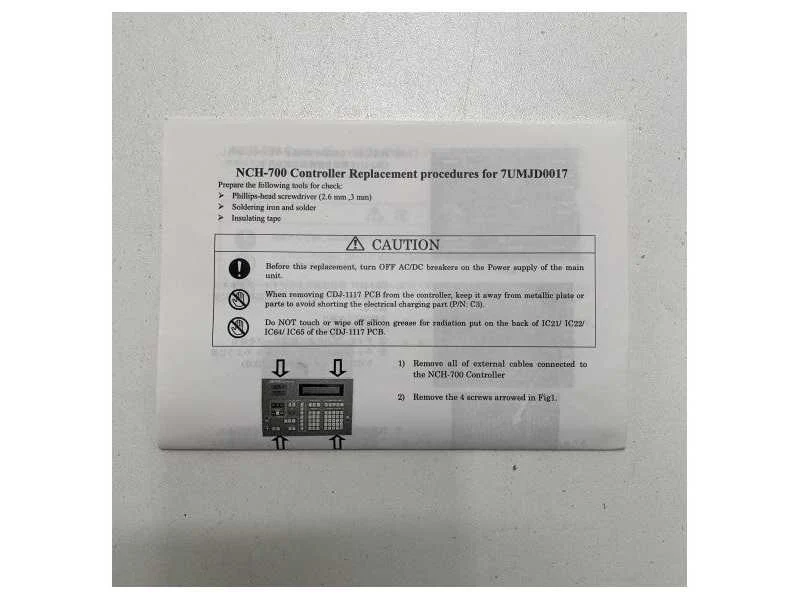 NCH-700 Controller Replacement procedures for 7UMJD0017
Prepare the following tools for check:
➤ Phillips-head screwdriver (2.6 mm ,3 mm)
➤ Soldering iron and solder
➤ Insulating tape
CAUTION
Before this replacement, turn OFF AC/DC breakers on the Power supply of the main
unit.
When removing CDJ-1117 PCB from the controller, keep it away from metallic plate or
parts to avoid shorting the electrical charging part (P/N: C3).
Do NOT touch or wipe off silicon grease for radiation put on the back of IC21/ IC22/
IC64/ IC65 of the CDJ-1117 PCB.
1) Remove all of external cables connected to
the NCH-700 Controller
2) Remove the 4 screws arrowed in Fig1.